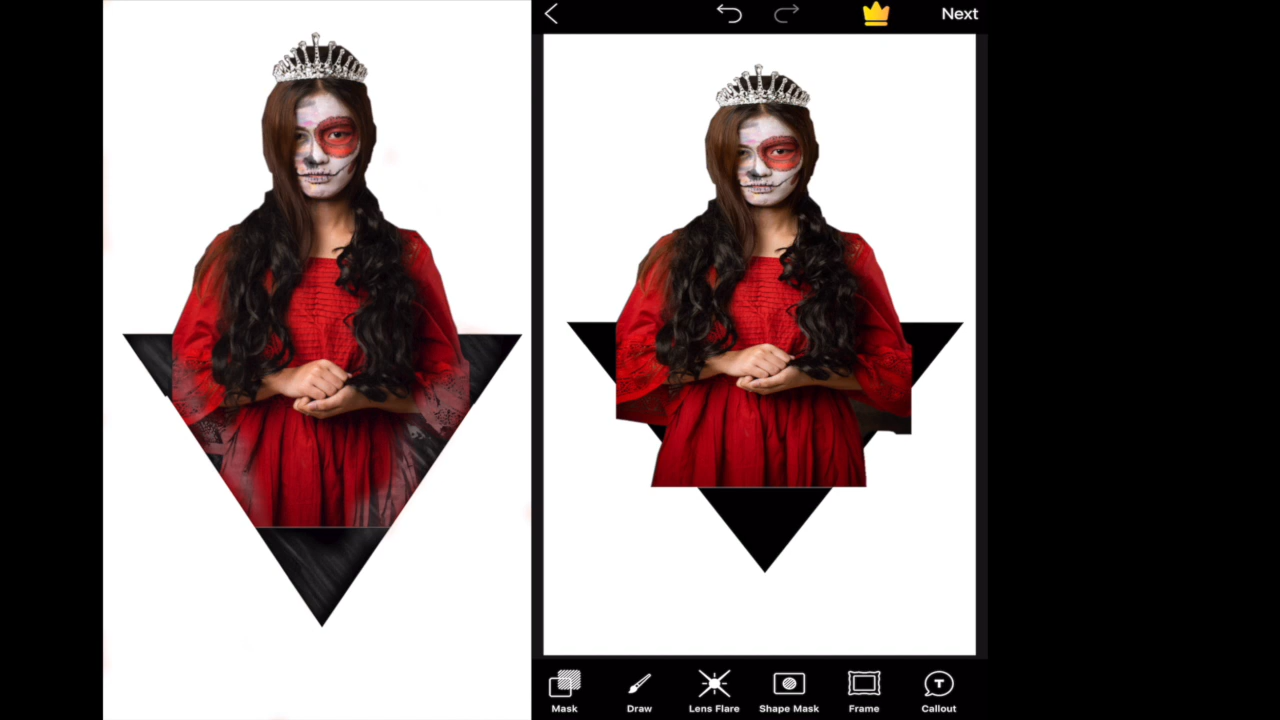 Next
Mask
Draw
Lens Flare
Shape Mask
Frame
Callout